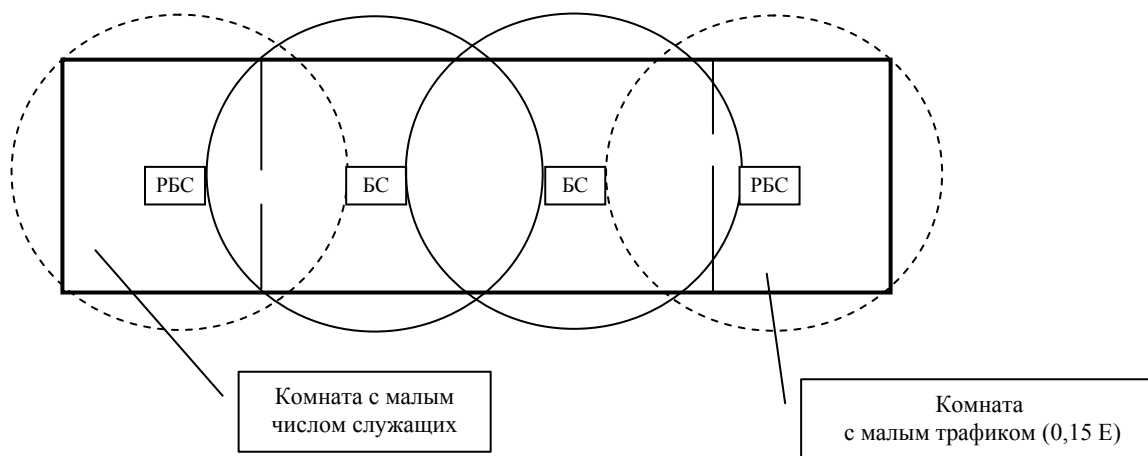 РБС
БС
БС
РБС
Комната с малым
числом служащих
Комната
с малым трафиком (0,15 Е)